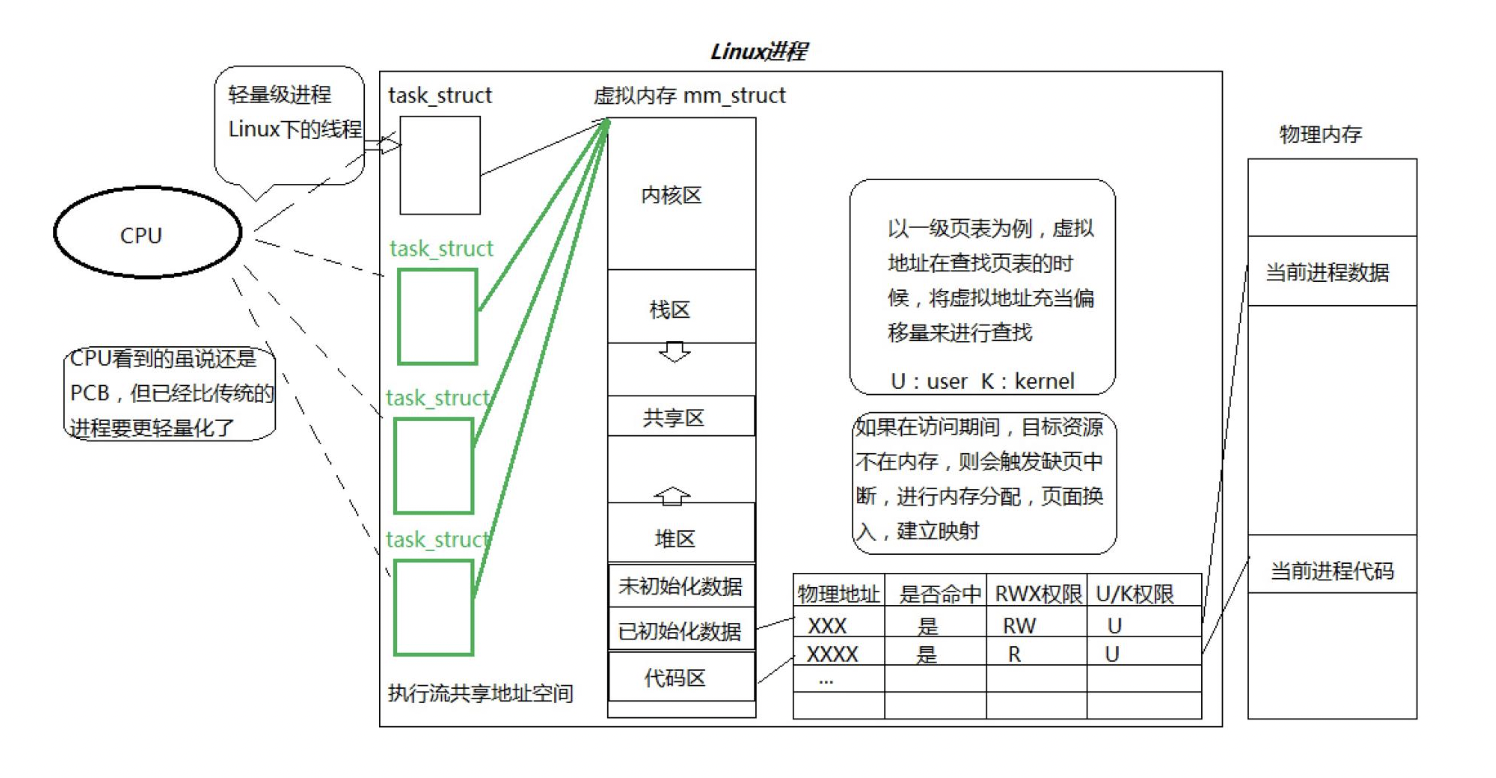 Linux进程
轻量级进程
Linux下的线程
CPU
CPU看到的虽说还是
PCB，但已经比传统的
进程要更轻量化了
task_struct
task_struct
task_struct
task_struct
执行流共享地址空间
虚拟内存 mm_struct
内核区
栈区
共享区
堆区
未初始化数据
已初始化数据
代码区
以一级页表为例，虚拟
地址在查找页表的时
候，将虚拟地址充当偏
移量来进行查找
U：user K：kernel
如果在访问期间，目标资源
不在内存，则会触发缺页中
断，进行内存分配，页面换
入，建立映射
物理地址 是否命中 RWX权限 U/K权限
XXX 是 RW U
XXXX 是 R U
...
物理内存
当前进程数据
当前进程代码